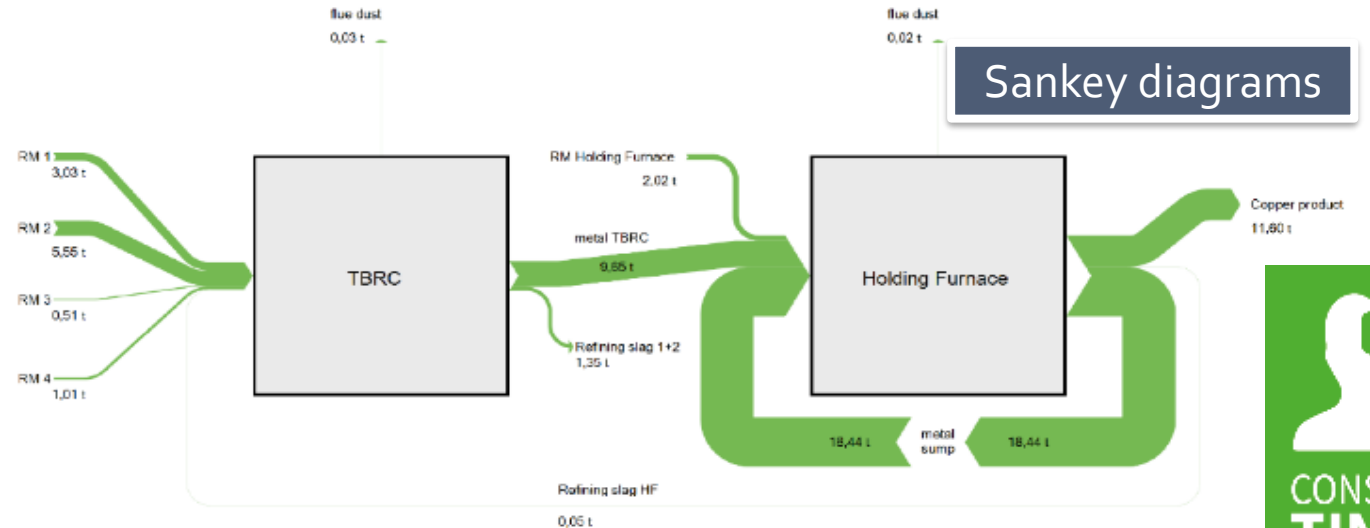 flue dust
0,03 t
flue dust
0,02 t
Sankey diagrams
RM 1
3,03 t
RM 2
5,55 t
RM 3
0,51 t
RM 4
1,01 t
TBRC
RM Holding Furnace
2,02 t
metal TBRC
9,65 t
Refining slag 1+2
1,35 t
Holding Furnace
Copper product
11,60 t
18,44 t
metal
sump
18,44 t
Refining slag HF
0,05 t